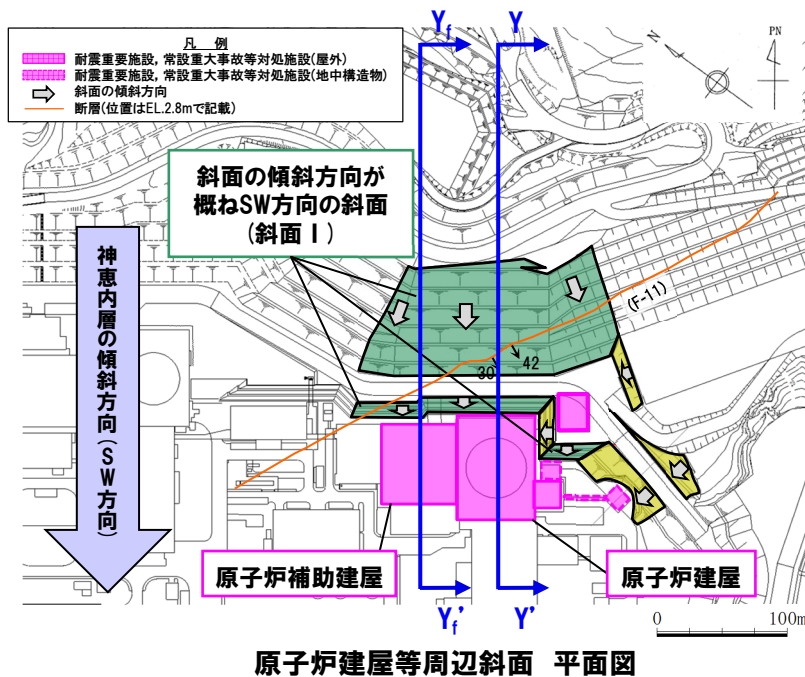 凡 例
耐震重要施設，常設重大事故等対処施設(屋外)
耐震重要施設，常設重大事故等対処施設(地中構造物)
斜面の傾斜方向
断層(位置はEL.2.8mで記載)
Yf
Y
N
PN
斜面の傾斜方向が
概ねSW方向の斜面
(斜面Ⅰ)
神恵内層の傾斜方向(SW方向)
(F-11)
42
30
原子炉補助建屋
原子炉建屋
Yf'
Y'
0
100m
原子炉建屋等周辺斜面 平面図